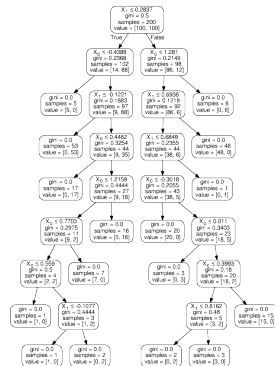 X₁ ≤ 0.2837
gini = 0.5
samples = 200
value = [100, 100]
True
False
X₀ ≤ -0.4389
gini = 0.2368
samples = 102
value = [14, 88]
X₀ ≤ 1.281
gini = 0.2149
samples = 98
value = [86, 12]
gini = 0.0
samples = 5
value = [5, 0]
X₁ ≤ -0.1221
gini = 0.1683
samples = 97
value = [9, 88]
X₁ ≤ 0.6938
gini = 0.1219
samples = 92
value = [86, 6]
gini = 0.0
samples = 6
value = [0, 6]
gini = 0.0
samples = 53
value = [0, 53]
X₀ ≤ 0.4462
gini = 0.3254
samples = 44
value = [9, 35]
X₁ ≤ 0.6849
gini = 0.2355
samples = 44
value = [38, 6]
gini = 0.0
samples = 48
value = [48, 0]
gini = 0.0
samples = 17
value = [0, 17]
X₀ ≤ 1.2159
gini = 0.4444
samples = 27
value = [9, 18]
X₀ ≤ -0.3018
gini = 0.2055
samples = 43
value = [38, 5]
gini = 0.0
samples = 1
value = [0, 1]
X₀ ≤ 0.7703
gini = 0.2975
samples = 11
value = [9, 2]
gini = 0.0
samples = 16
value = [0, 16]
gini = 0.0
samples = 20
value = [20, 0]
X₀ ≤ 0.011
gini = 0.3403
samples = 23
value = [18, 5]
X₀ ≤ 0.559
gini = 0.5
samples = 4
value = [2, 2]
gini = 0.0
samples = 7
value = [7, 0]
gini = 0.0
samples = 3
value = [0, 3]
X₀ ≤ 0.3993
gini = 0.18
samples = 20
value = [18, 2]
gini = 0.0
samples = 1
value = [1, 0]
X₁ ≤ -0.1077
gini = 0.4444
samples = 3
value = [1, 2]
X₁ ≤ 0.6162
gini = 0.48
samples = 5
value = [3, 2]
gini = 0.0
samples = 15
value = [15, 0]
gini = 0.0
samples = 1
value = [1, 0]
gini = 0.0
samples = 2
value = [0, 2]
gini = 0.0
samples = 2
value = [0, 2]
gini = 0.0
samples = 3
value = [3, 0]